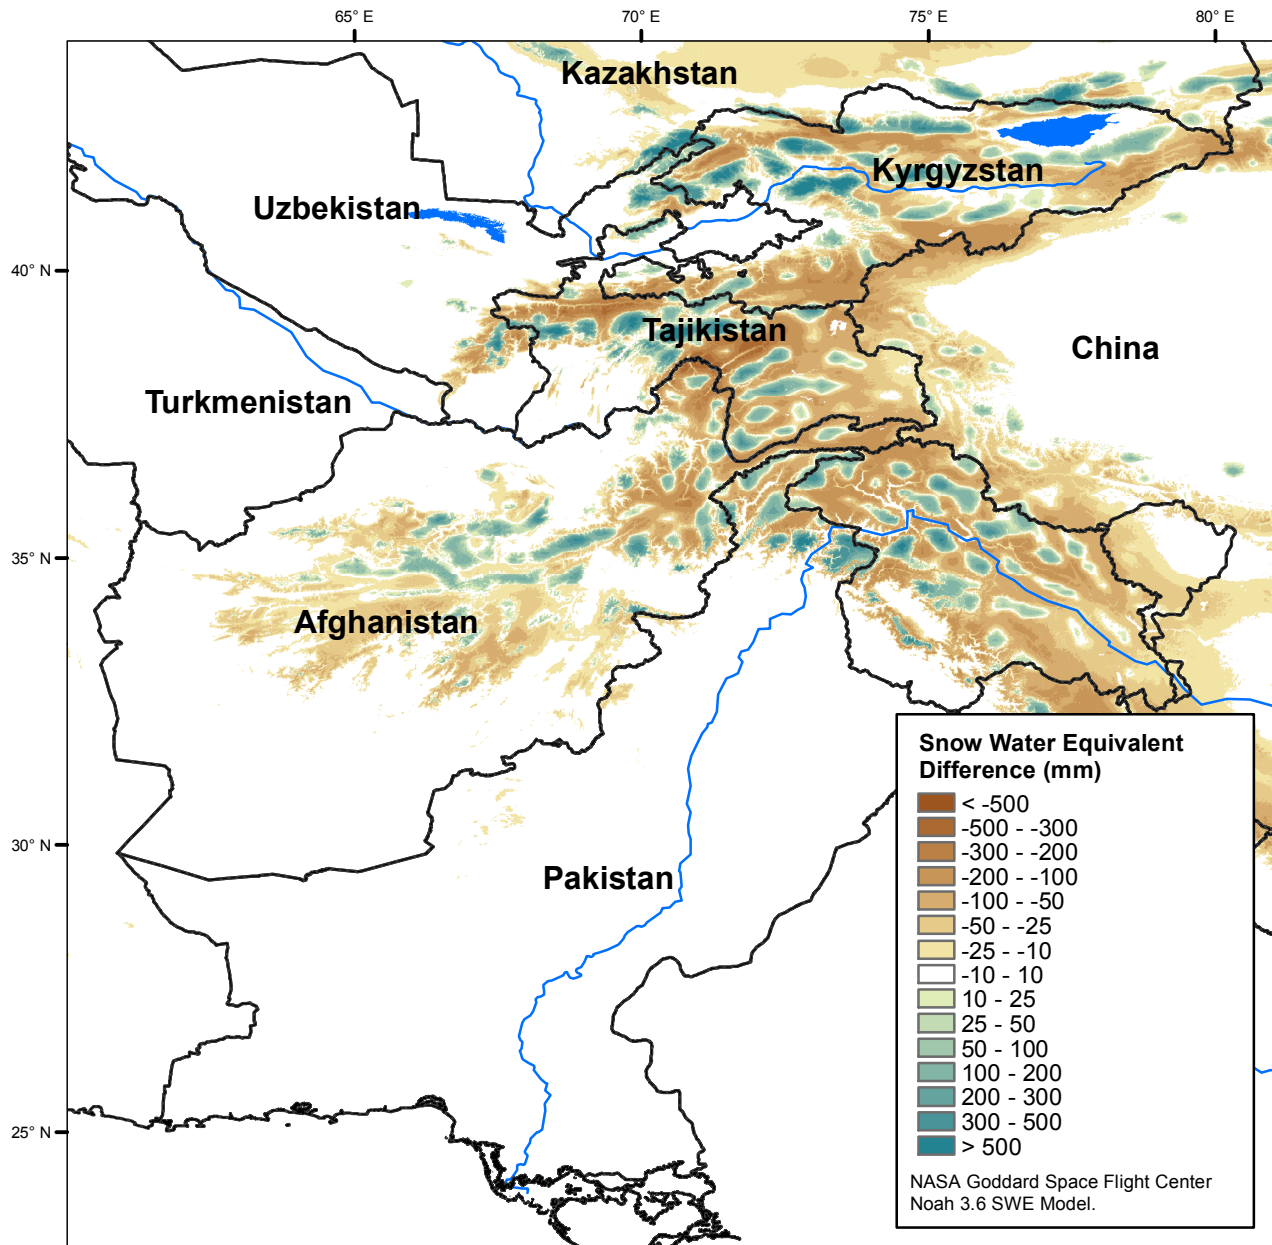 65° E
70° E
75° E
80° E
Kazakhstan
Kyrgyzstan
Uzbekistan
40° N
Tajikistan
China
Turkmenistan
35° N
Afghanistan
30° N
Pakistan
25° N
Snow Water Equivalent
Difference (mm)
< -500
-500 - -300
-300 - -200
-200 - -100
-100 - -50
-50 - -25
-25 - -10
-10 - 10
10 - 25
25 - 50
50 - 100
100 - 200
200 - 300
300 - 500
> 500
NASA Goddard Space Flight Center
Noah 3.6 SWE Model.